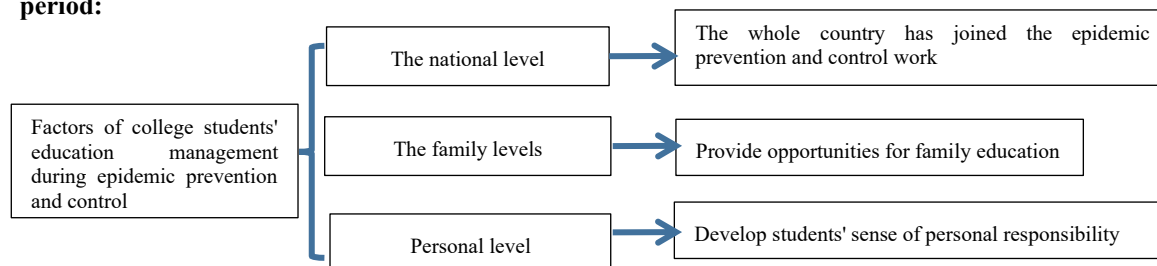 period:
The national level
The whole country has joined the epidemic
prevention and control work
Factors of college students'
education management
during epidemic prevention
and control
The family levels
Provide opportunities for family education
Personal level
Develop students' sense of personal responsibility